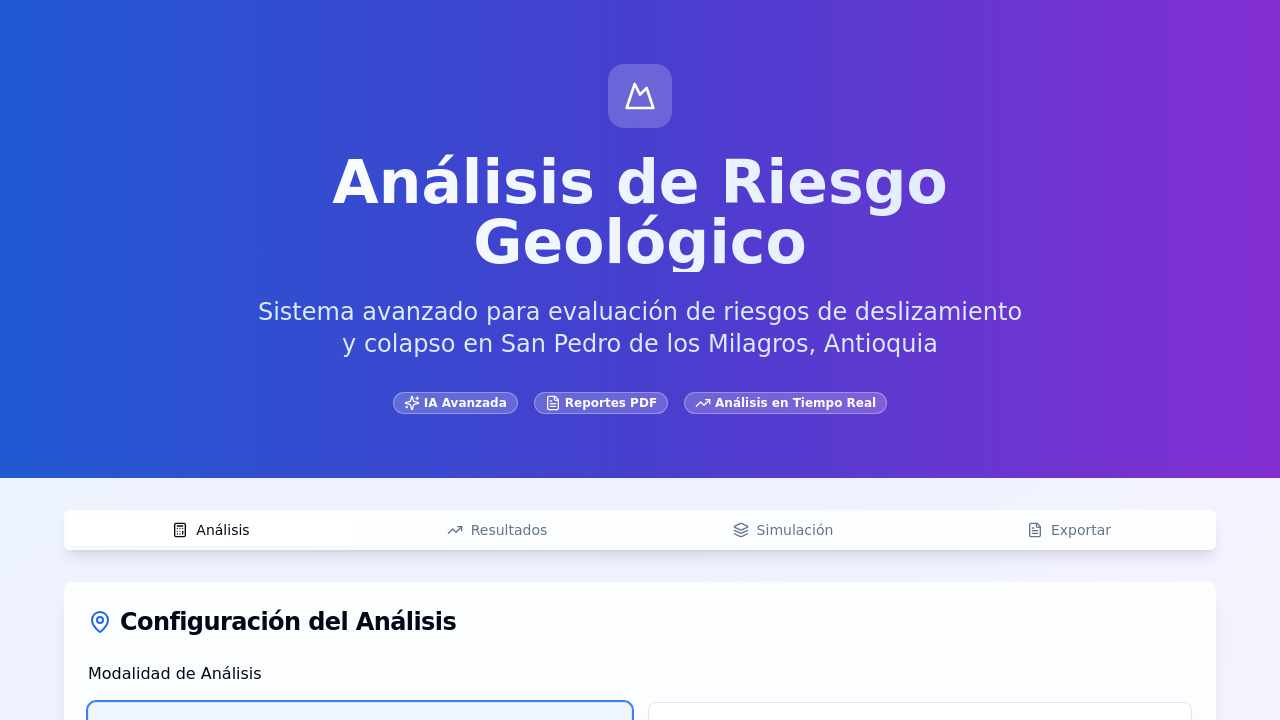 Análisis de Riesgo
Geológico
Sistema avanzado para evaluación de riesgos de deslizamiento
y colapso en San Pedro de los Milagros, Antioquia
IA Avanzada
Reportes PDF
Análisis en Tiempo Real
Análisis
Resultados
Simulación
Exportar
Configuración del Análisis
Modalidad de Análisis